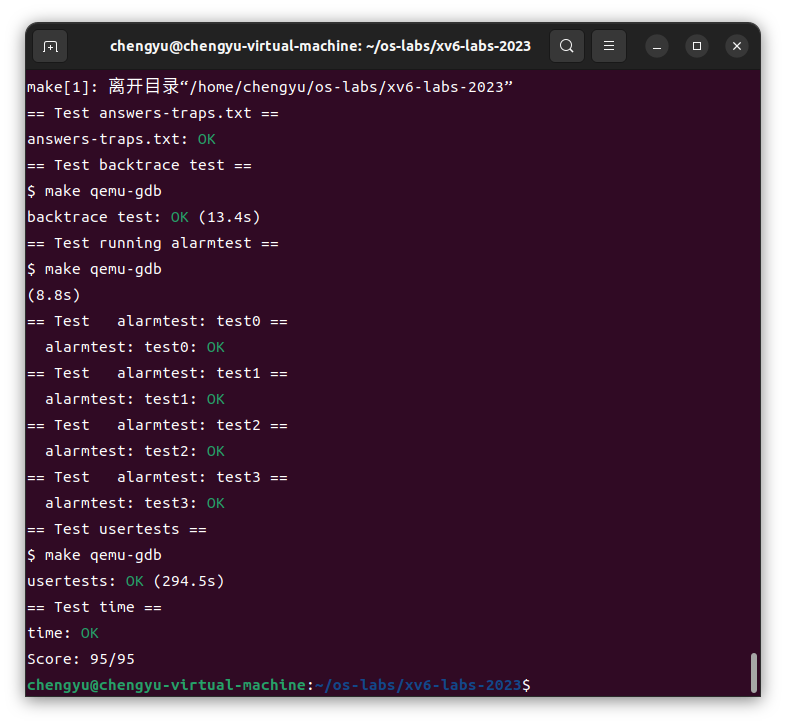 chengyu@chengyu-virtual-machine: ~/os-labs/xv6-labs-2023
make[1]: 离开目录“/home/chengyu/os-labs/xv6-labs-2023”
== Test answers-traps.txt ==
answers-traps.txt: OK
== Test backtrace test ==
$ make qemu-gdb
backtrace test: OK (13.4s)
== Test running alarmtest ==
$ make qemu-gdb
(8.8s)
== Test   alarmtest: test0 ==
  alarmtest: test0: OK
== Test   alarmtest: test1 ==
  alarmtest: test1: OK
== Test   alarmtest: test2 ==
  alarmtest: test2: OK
== Test   alarmtest: test3 ==
  alarmtest: test3: OK
== Test usertests ==
$ make qemu-gdb
usertests: OK (294.5s)
== Test time ==
time: OK
Score: 95/95
chengyu@chengyu-virtual-machine:~/os-labs/xv6-labs-2023$